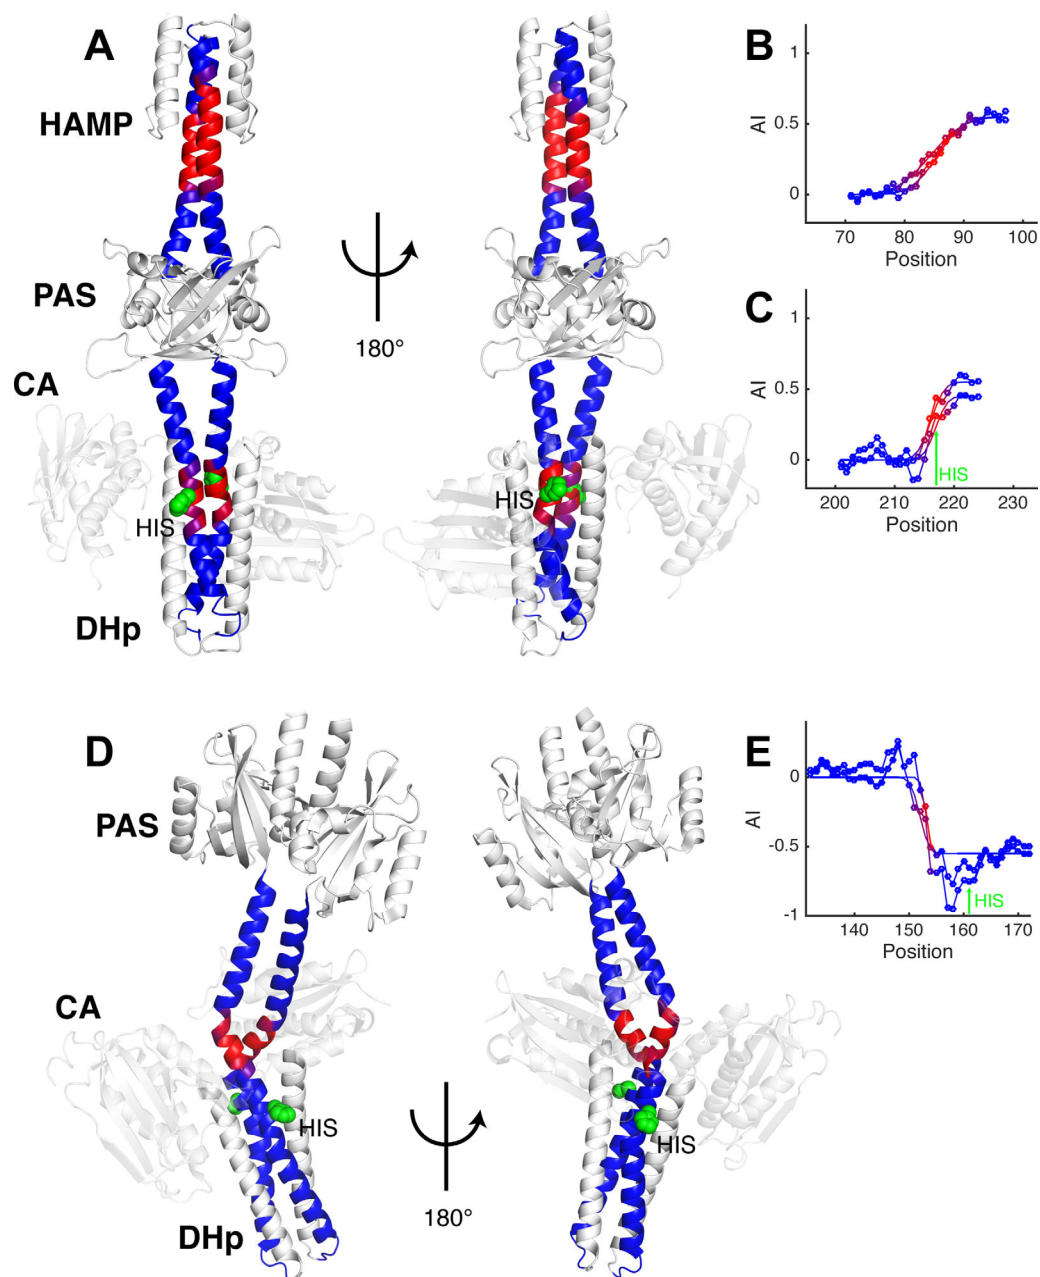 A
HAMP
PAS
CA
HIS
DHp
180°
HIS
B
AI
1
0.5
0
70 80 90 100
Position
C
AI
1
0.5
0
HIS
200 210 220 230
Position
D
PAS
CA
HIS
DHp
180°
HIS
E
AI
0
-0.5
-1
HIS
140 150 160 172
Position